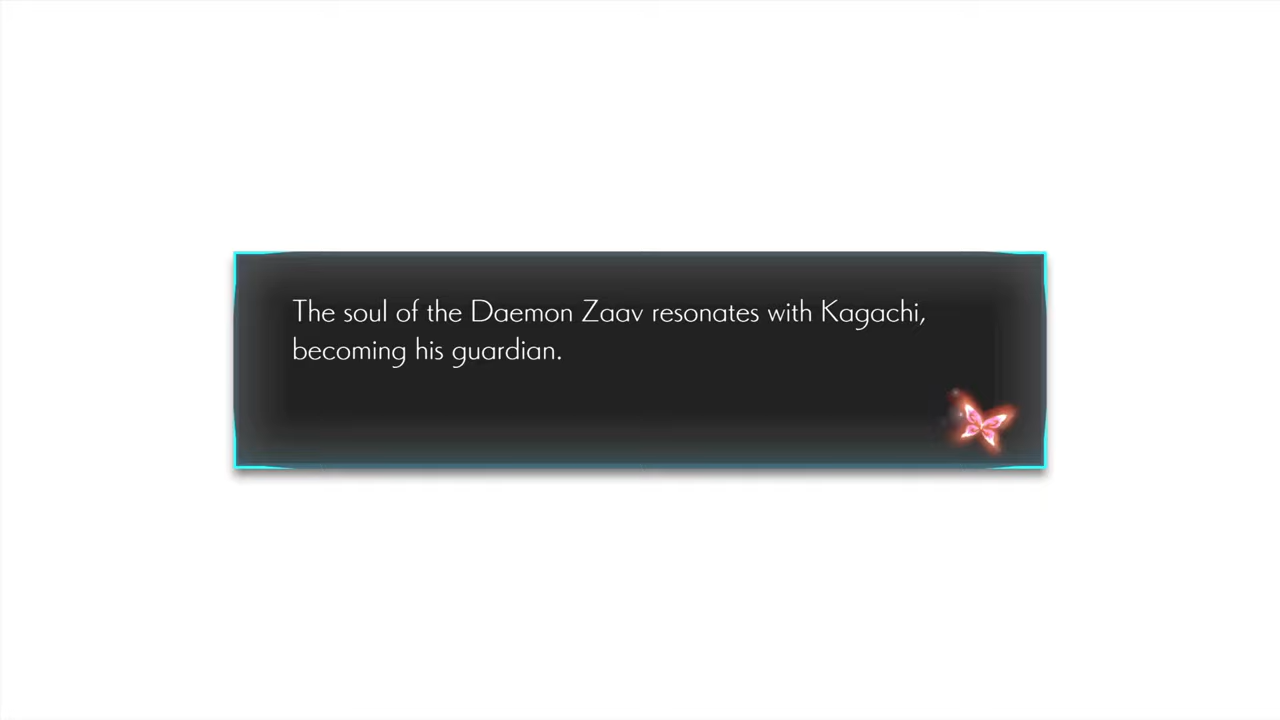 The soul of the Daemon Zaav resonates with Kagachi,
becoming his guardian.